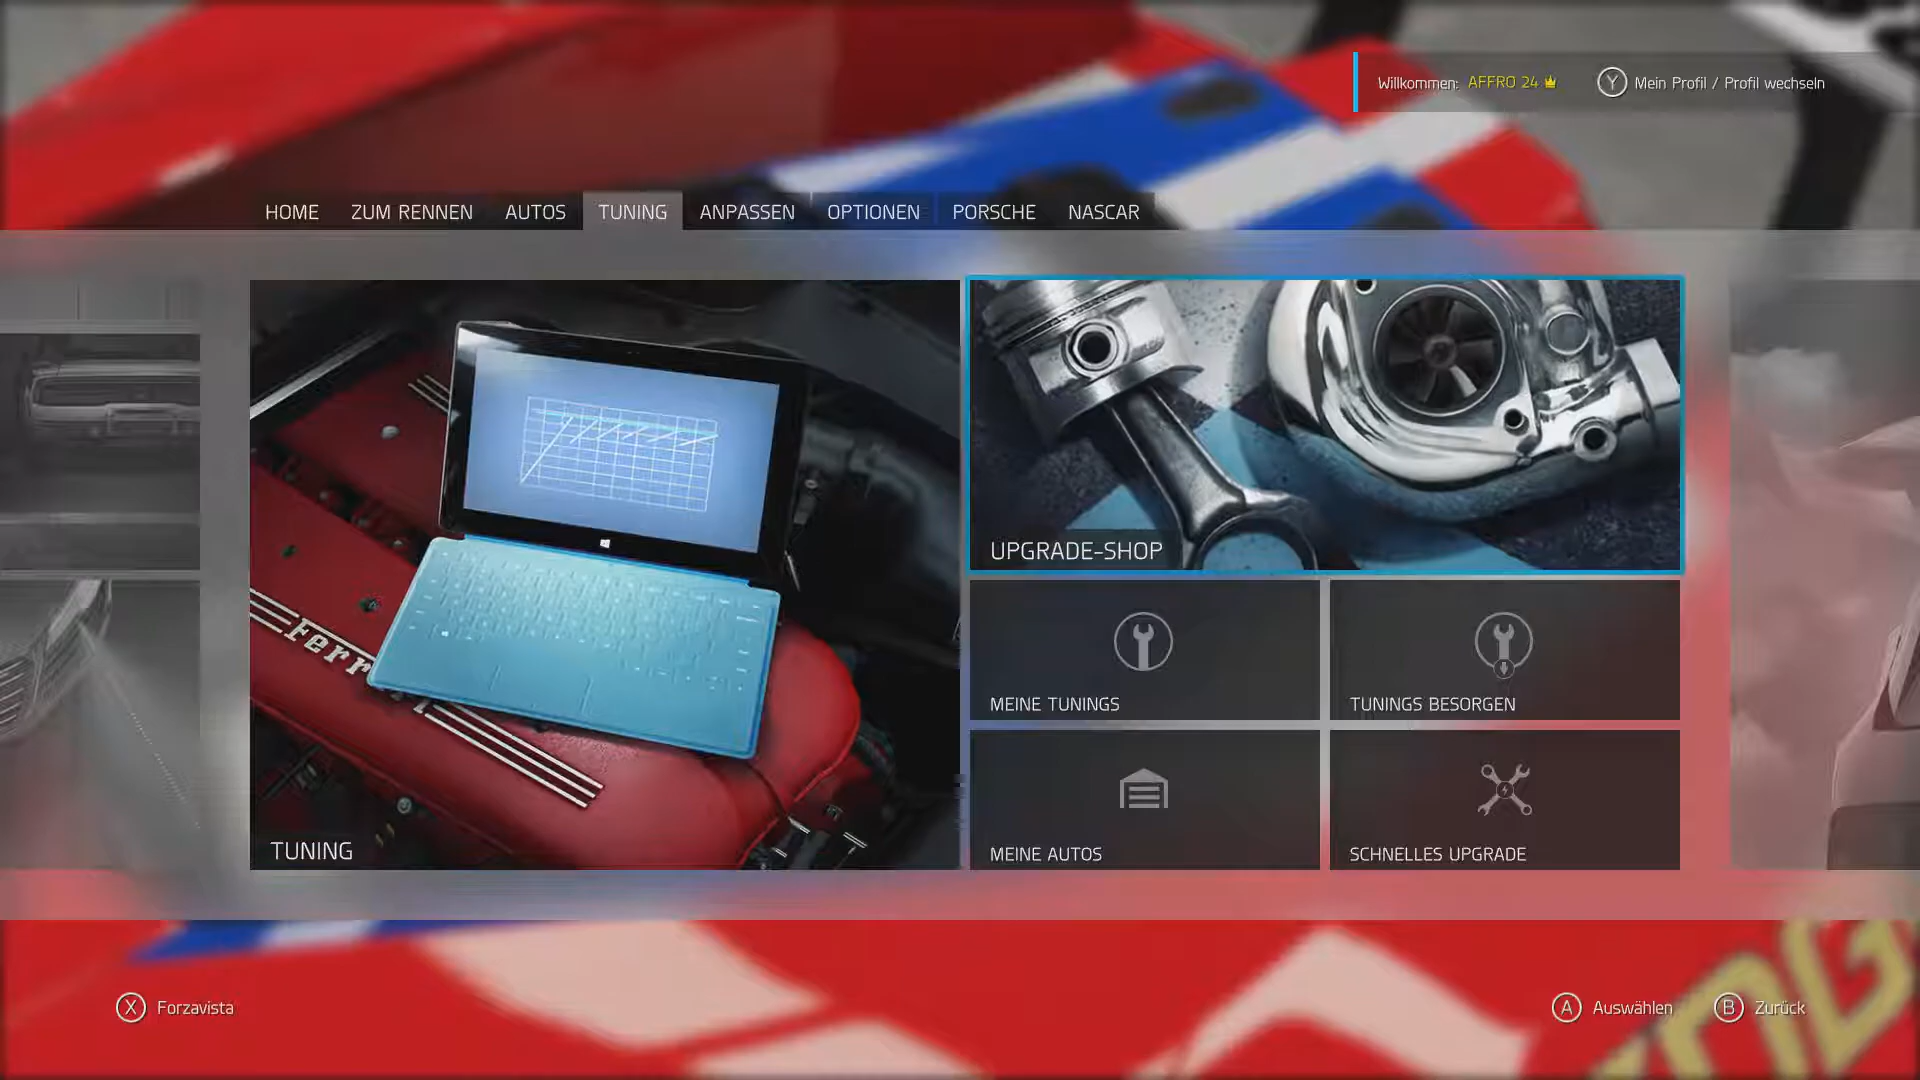 Willkommen: AFFRO 24
Y Mein Profil / Profil wechseln
HOME ZUM RENNEN AUTOS TUNING ANPASSEN OPTIONEN PORSCHE NASCAR
TUNING
UPGRADE-SHOP
MEINE TUNINGS
TUNINGS BESORGEN
MEINE AUTOS
SCHNELLES UPGRADE
X Forzavista
A Auswählen
B Zurück